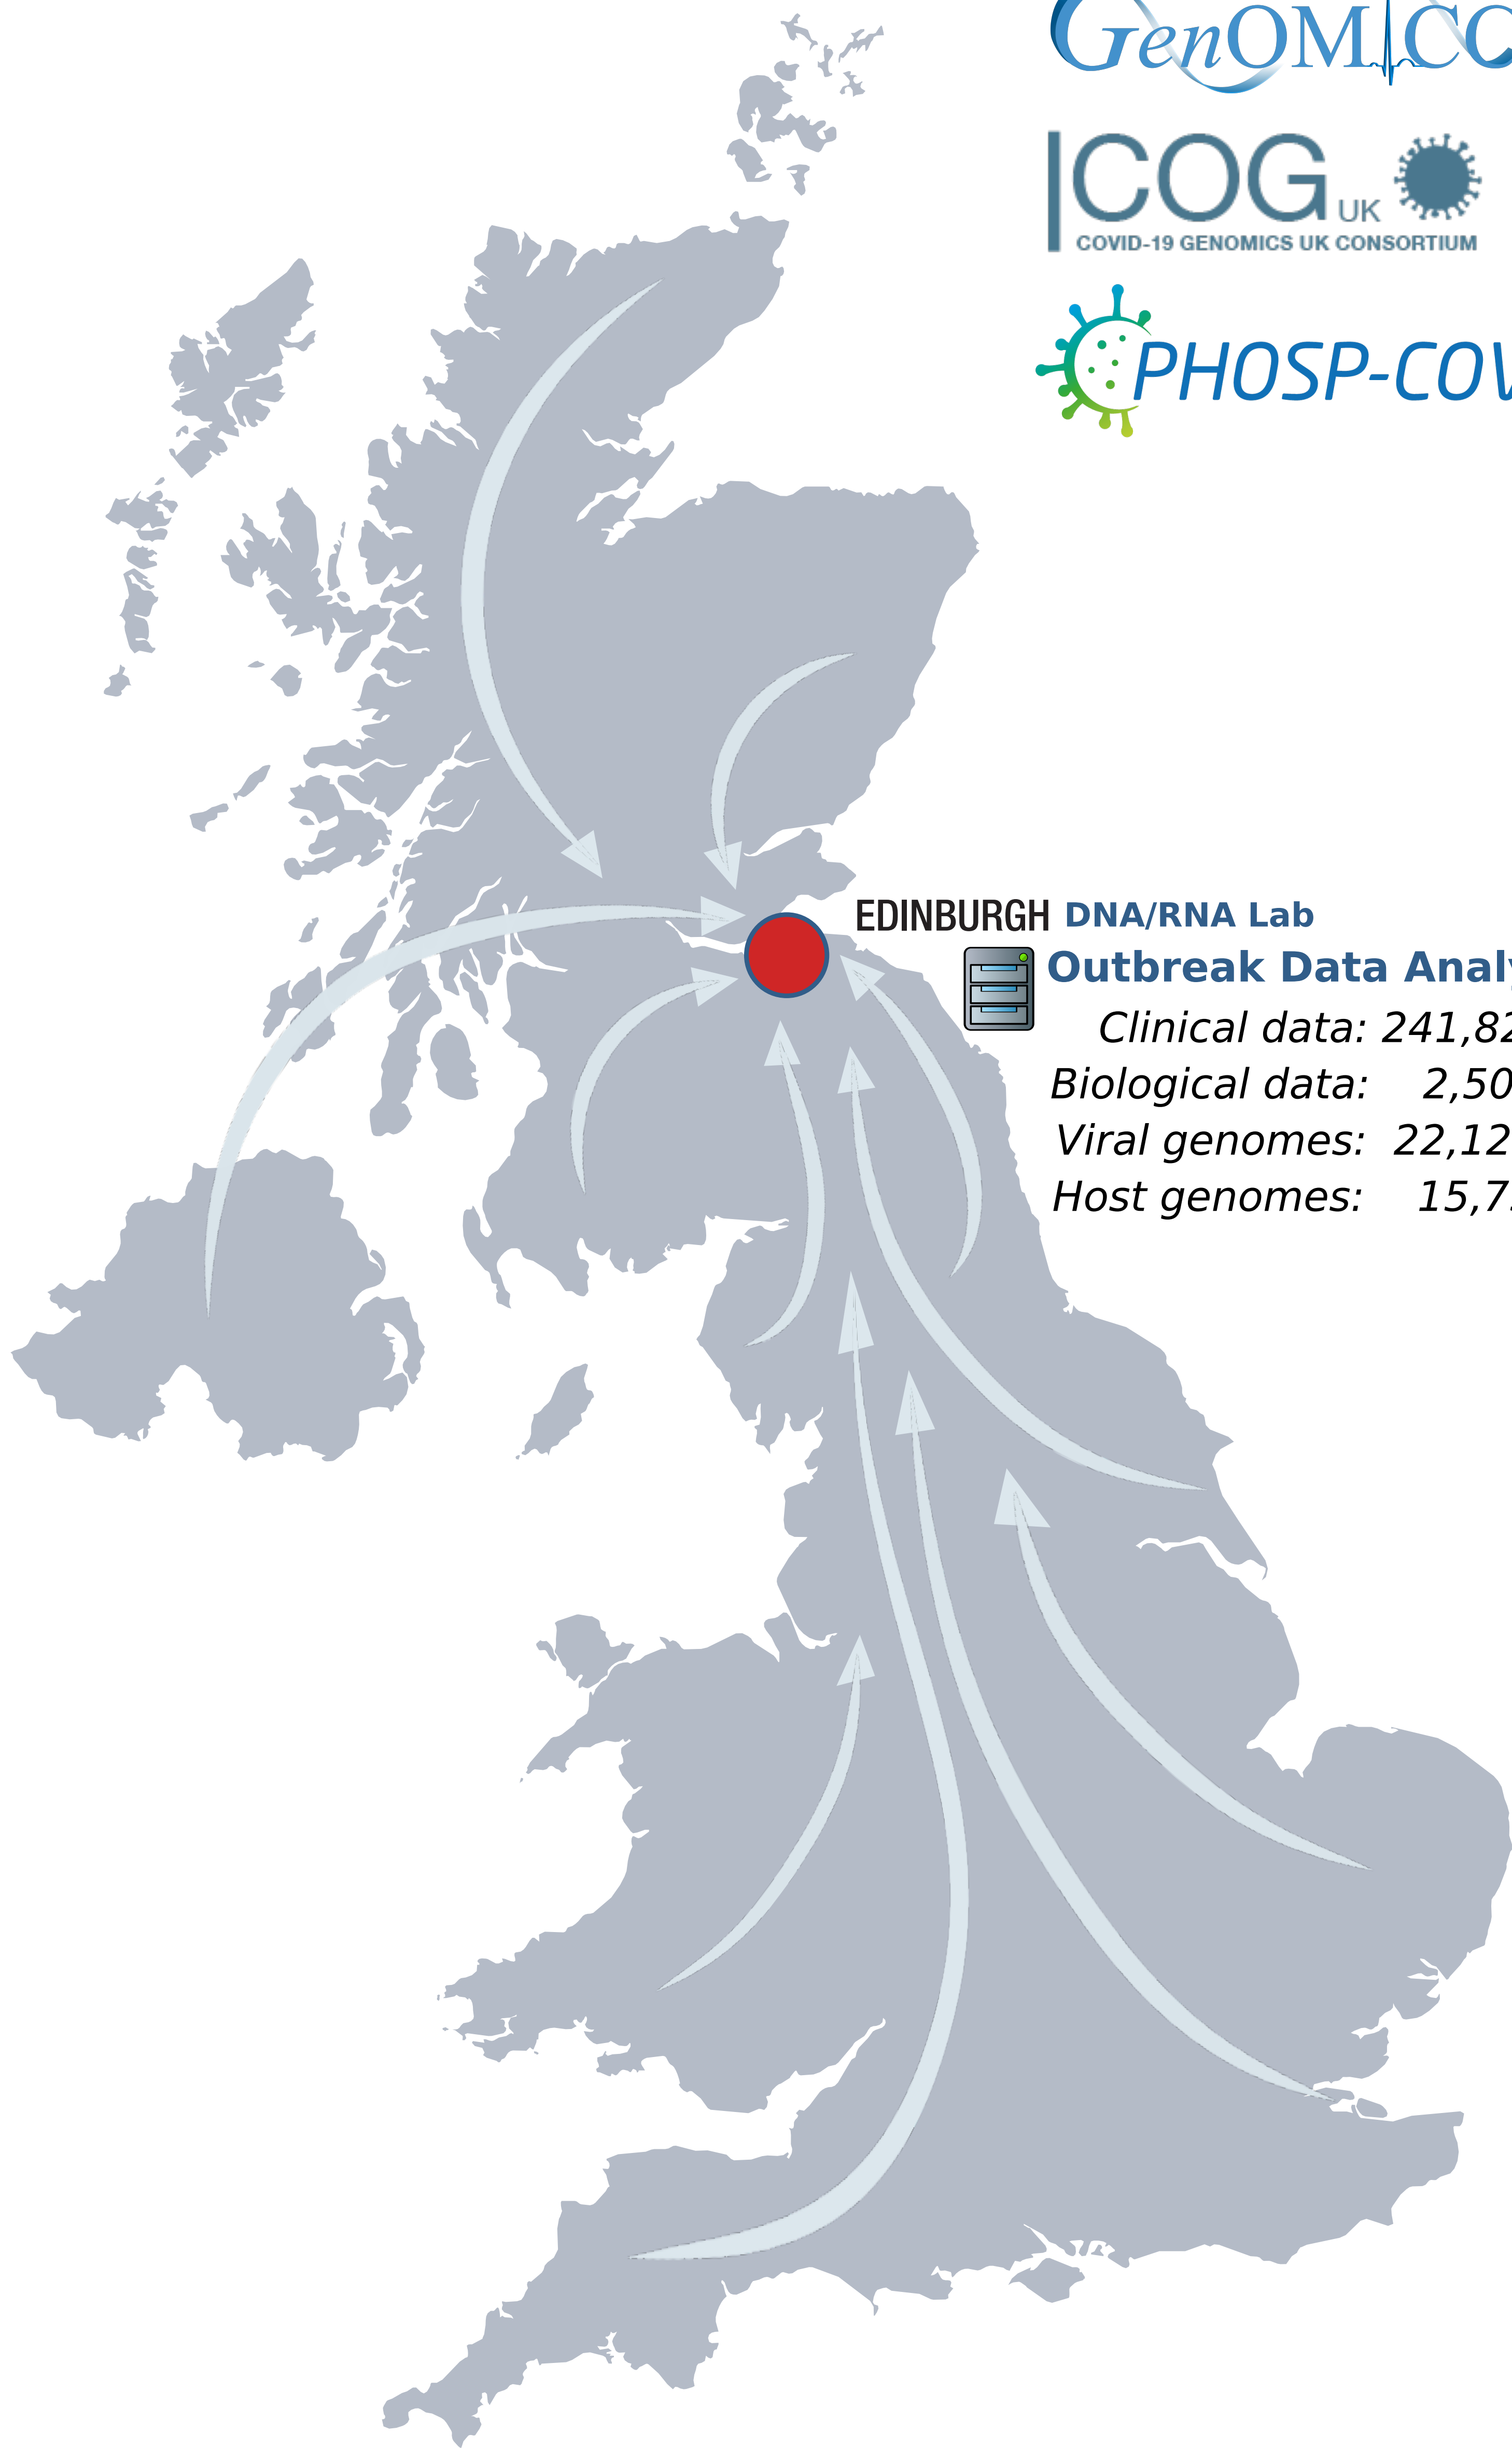 GenOMICC
COG UK
COVID-19 GENOMICS UK CONSORTIUM
PHOSP-COV
EDINBURGH DNA/RNA Lab
Outbreak Data Analy
Clinical data: 241,82
Biological data: 2,50
Viral genomes: 22,12
Host genomes: 15,7